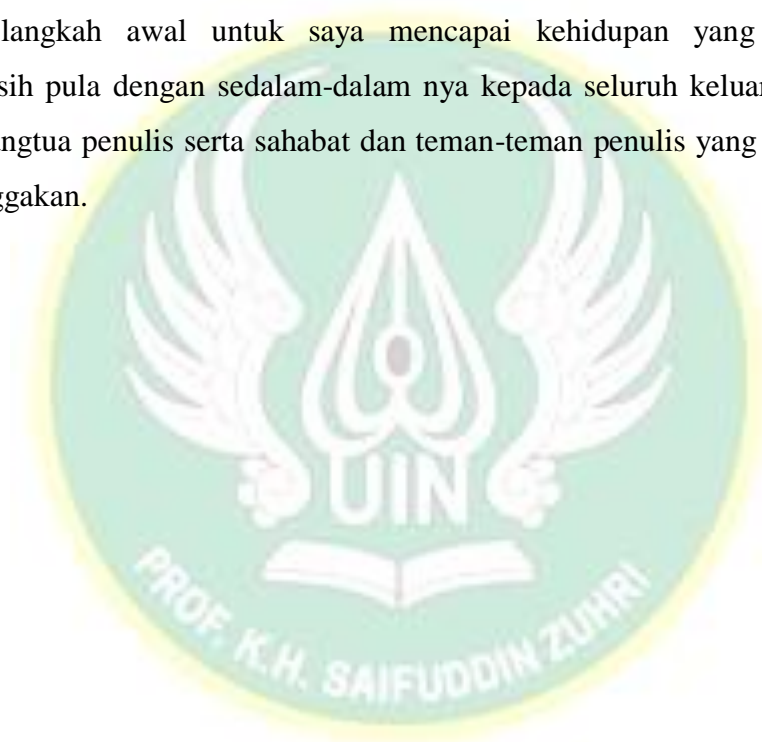 langkah awal untuk saya mencapai kehidupan yang
sih pula dengan sedalam-dalam nya kepada seluruh keluar
ngtua penulis serta sahabat dan teman-teman penulis yang
ggakan.
UIN
PROF. K.H. SAIFUDDIN ZUHRI